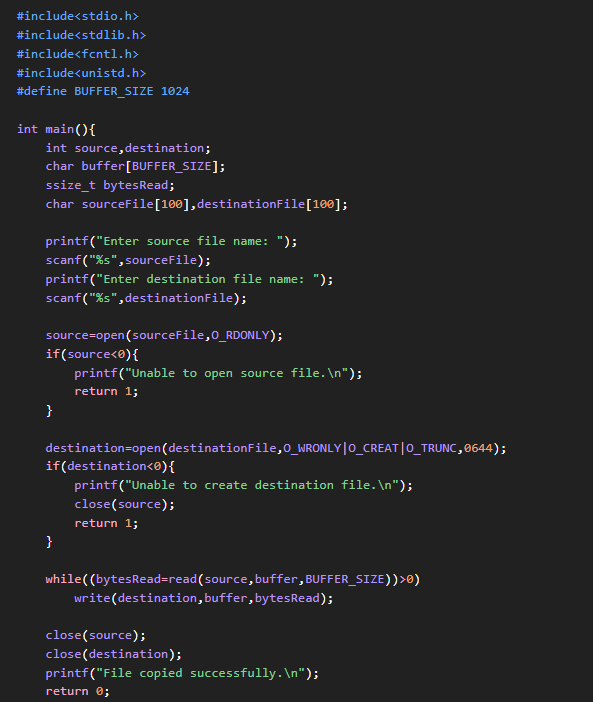 #include<stdio.h>
#include<stdlib.h>
#include<fcntl.h>
#include<unistd.h>
#define BUFFER_SIZE 1024

int main(){
    int source,destination;
    char buffer[BUFFER_SIZE];
    ssize_t bytesRead;
    char sourceFile[100],destinationFile[100];

    printf("Enter source file name: ");
    scanf("%s",sourceFile);
    printf("Enter destination file name: ");
    scanf("%s",destinationFile);

    source=open(sourceFile,O_RDONLY);
    if(source<0){
        printf("Unable to open source file.\n");
        return 1;
    }

    destination=open(destinationFile,O_WRONLY|O_CREAT|O_TRUNC,0644);
    if(destination<0){
        printf("Unable to create destination file.\n");
        close(source);
        return 1;
    }

    while((bytesRead=read(source,buffer,BUFFER_SIZE))>0)
        write(destination,buffer,bytesRead);

    close(source);
    close(destination);
    printf("File copied successfully.\n");
    return 0;